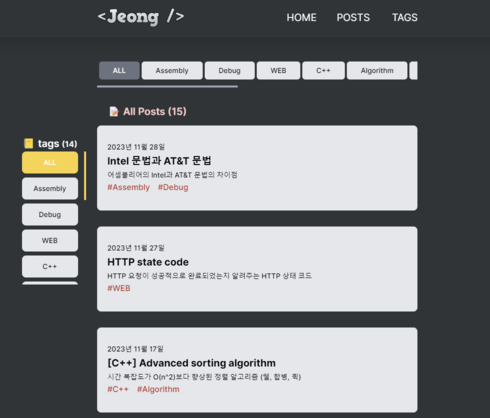 <Jeong />
HOME POSTS TAGS
ALL Assembly Debug WEB C++ Algorithm
📝 All Posts (15)
📒 tags (14)
ALL
Assembly
Debug
WEB
C++
2023년 11월 28일
Intel 문법과 AT&T 문법
어셈블리어의 Intel과 AT&T 문법의 차이점
#Assembly #Debug
2023년 11월 27일
HTTP state code
HTTP 요청이 성공적으로 완료되었는지 알려주는 HTTP 상태 코드
#WEB
2023년 11월 17일
[C++] Advanced sorting algorithm
시간 복잡도가 O(n^2)보다 향상된 정렬 알고리즘 (쉘, 합병, 퀵)
#C++ #Algorithm